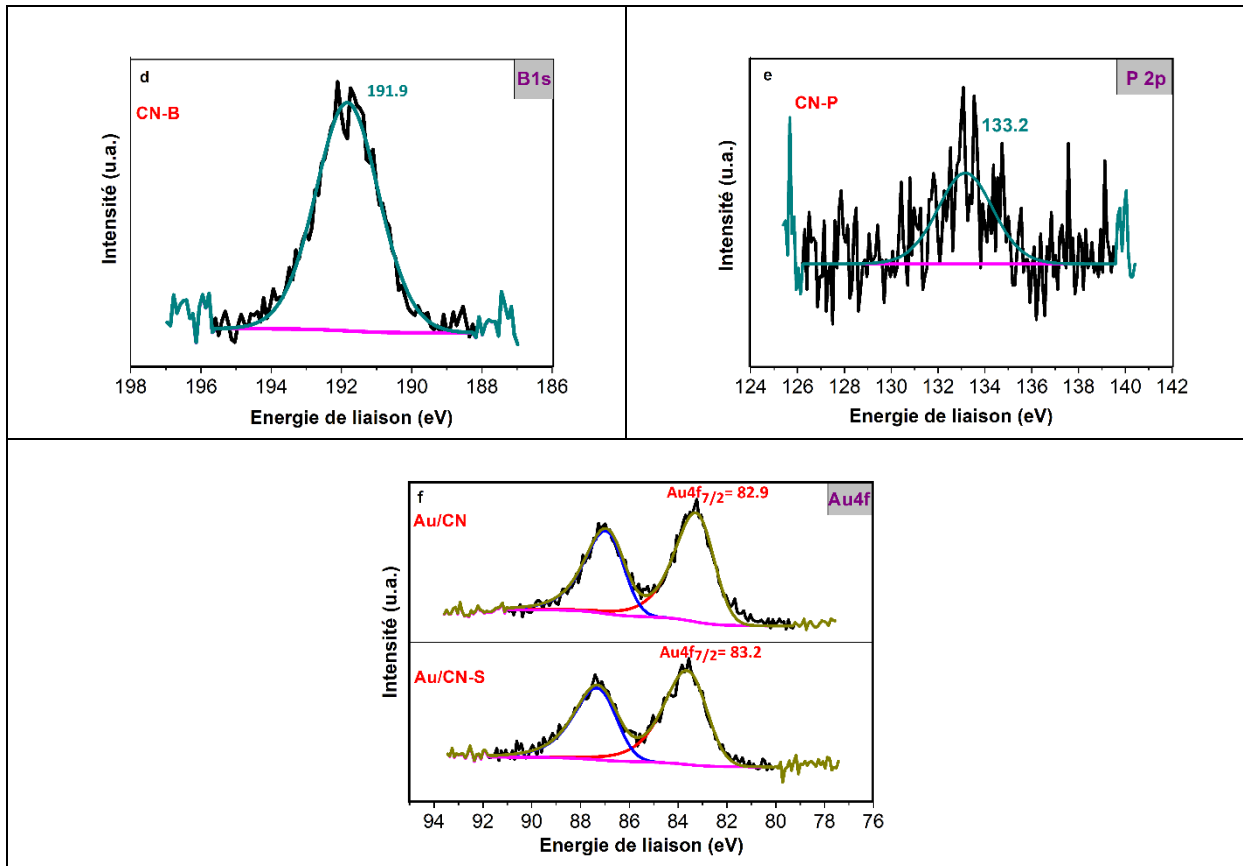 d
B1s
191.9
CN-B
Intensité (u.a.)
198 196 194 192 190 188 186
Energie de liaison (eV)
e
P 2p
CN-P
133.2
Intensité (u.a.)
124 126 128 130 132 134 136 138 140 142
Energie de liaison (eV)
f
Au4f7/2= 82.9
Au4f
Au/CN
Au4f7/2= 83.2
Au/CN-S
Intensité (u.a.)
94 92 90 88 86 84 82 80 78 76
Energie de liaison (eV)